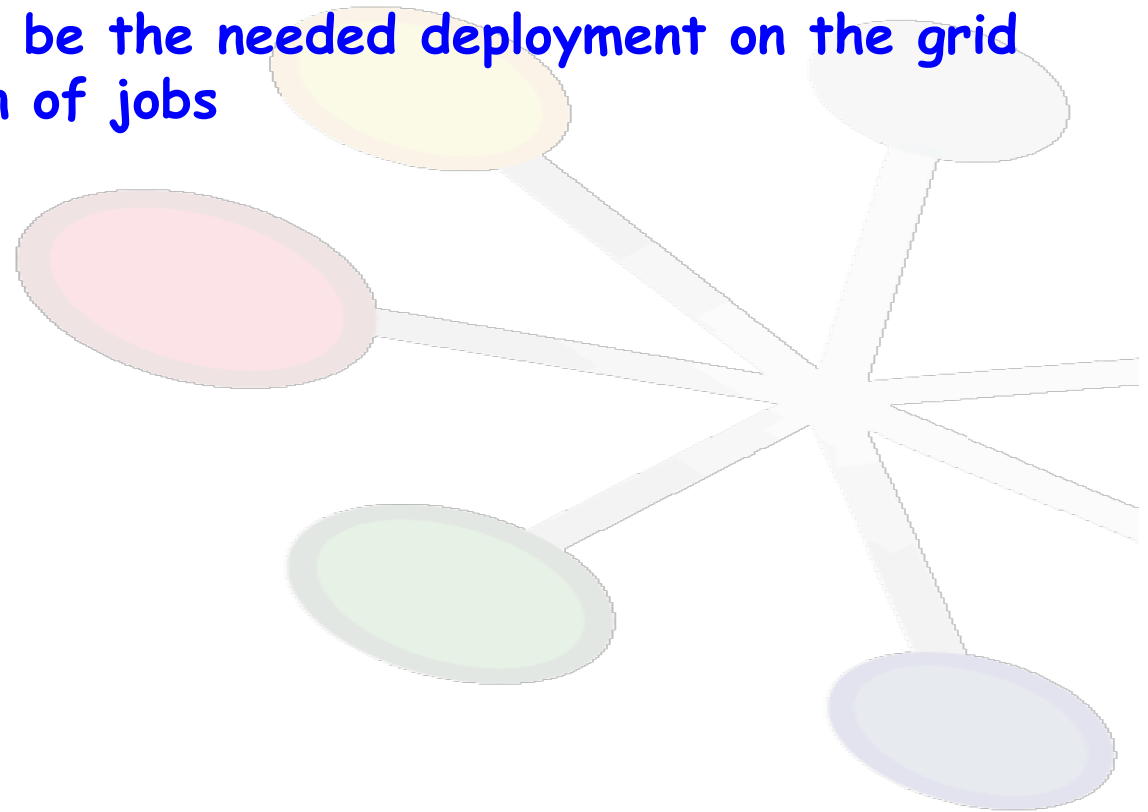 be the needed deployment on the grid
of jobs